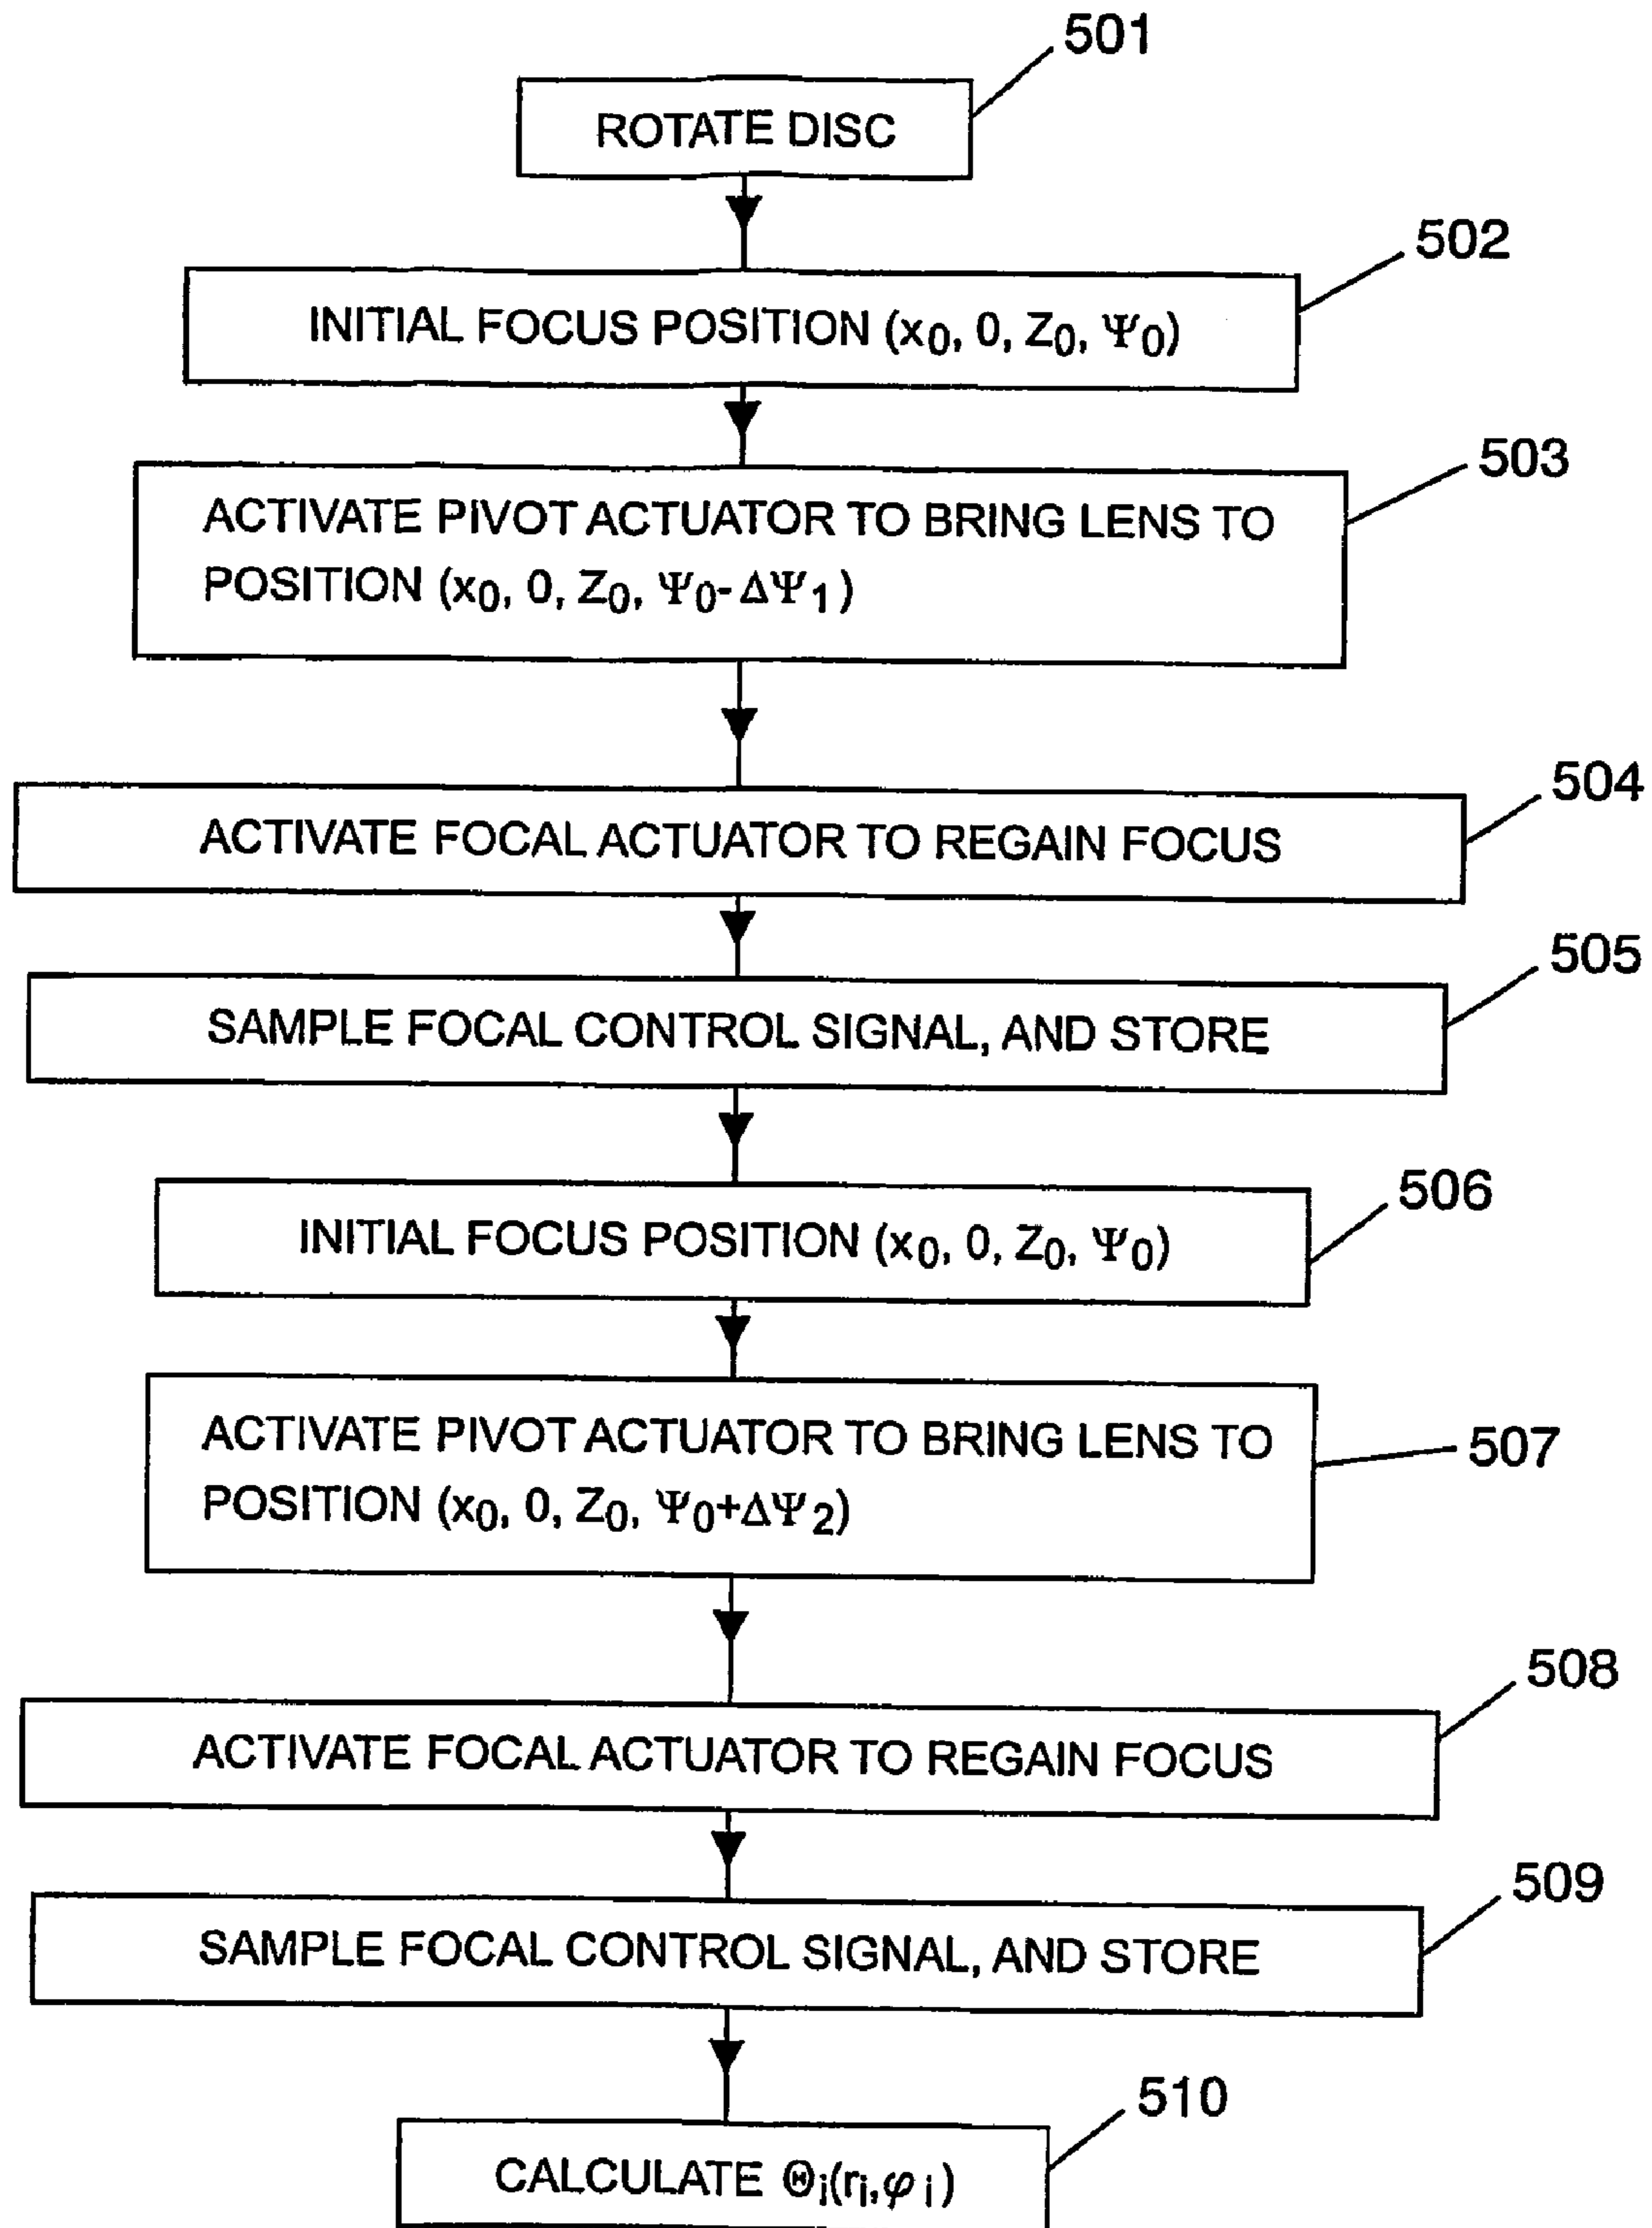 501
ROTATE DISC
502
INITIAL FOCUS POSITION (x₀, 0, Z₀, Ψ₀)
503
ACTIVATE PIVOT ACTUATOR TO BRING LENS TO
POSITION (x₀, 0, Z₀, Ψ₀-ΔΨ₁)
504
ACTIVATE FOCAL ACTUATOR TO REGAIN FOCUS
505
SAMPLE FOCAL CONTROL SIGNAL, AND STORE
506
INITIAL FOCUS POSITION (x₀, 0, Z₀, Ψ₀)
507
ACTIVATE PIVOT ACTUATOR TO BRING LENS TO
POSITION (x₀, 0, Z₀, Ψ₀+ΔΨ₂)
508
ACTIVATE FOCAL ACTUATOR TO REGAIN FOCUS
509
SAMPLE FOCAL CONTROL SIGNAL, AND STORE
510
CALCULATE Θᵢ(rᵢ,φᵢ)